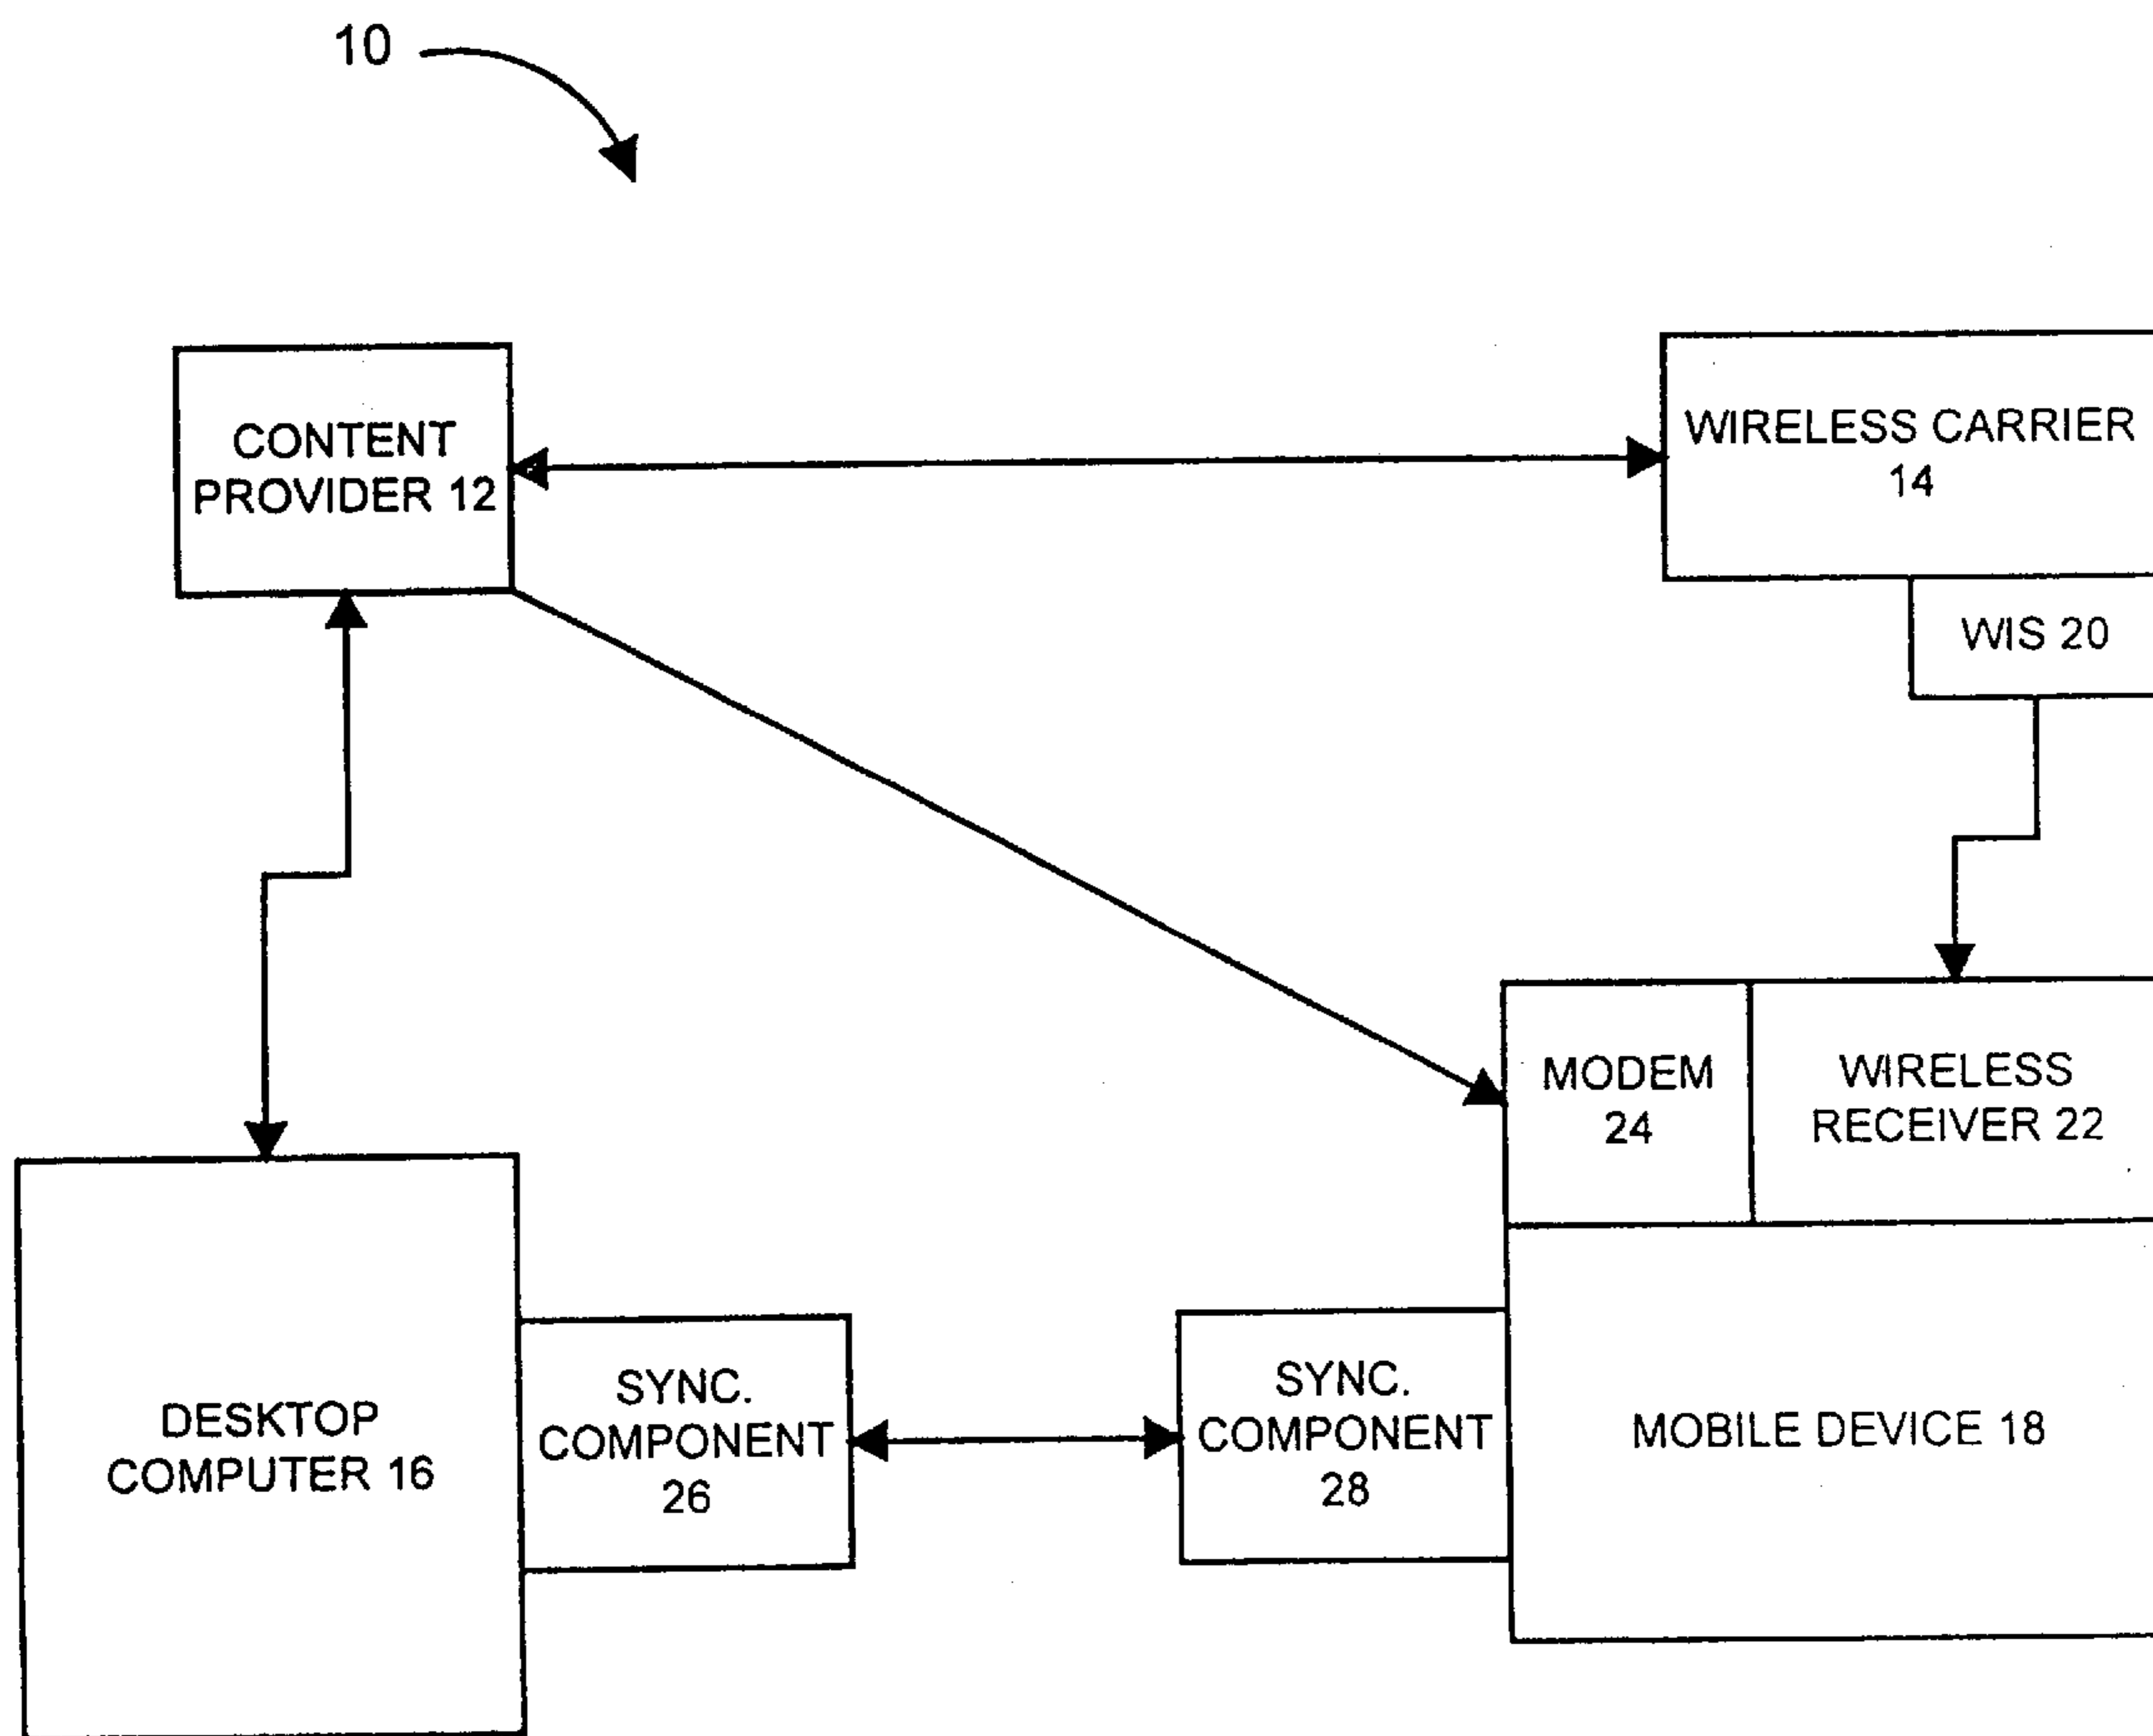 10
CONTENT
PROVIDER 12
WIRELESS CARRIER
14
WIS 20
MODEM
24
WIRELESS
RECEIVER 22
DESKTOP
COMPUTER 16
SYNC.
COMPONENT
26
SYNC.
COMPONENT
28
MOBILE DEVICE 18